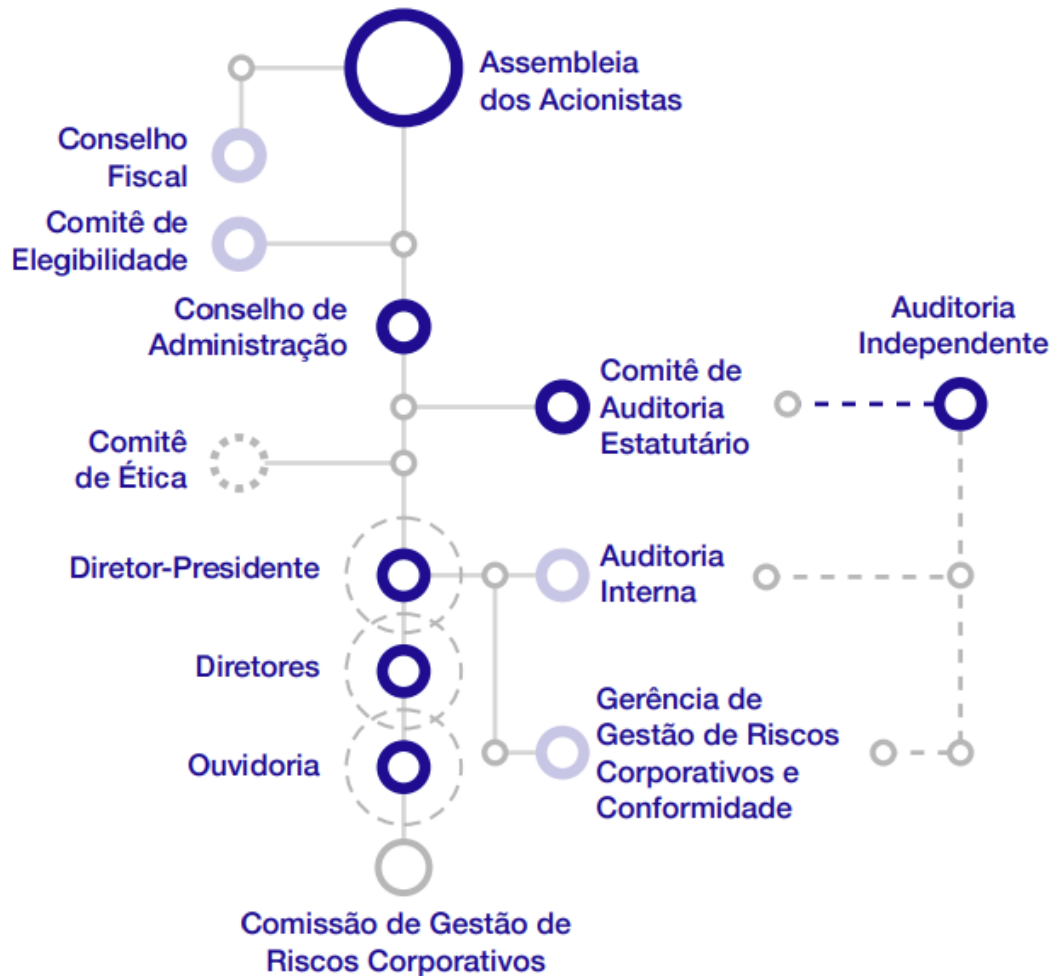 Assembleia
dos Acionistas
Conselho
Fiscal
Comitê de
Elegibilidade
Conselho de
Administração
Auditoria
Independente
Comitê de
Auditoria
Estatutário
Comitê
de Ética
Diretor-Presidente
Auditoria
Interna
Diretores
Gerência de
Gestão de Riscos
Corporativos e
Conformidade
Ouvidoria
Comissão de Gestão de
Riscos Corporativos